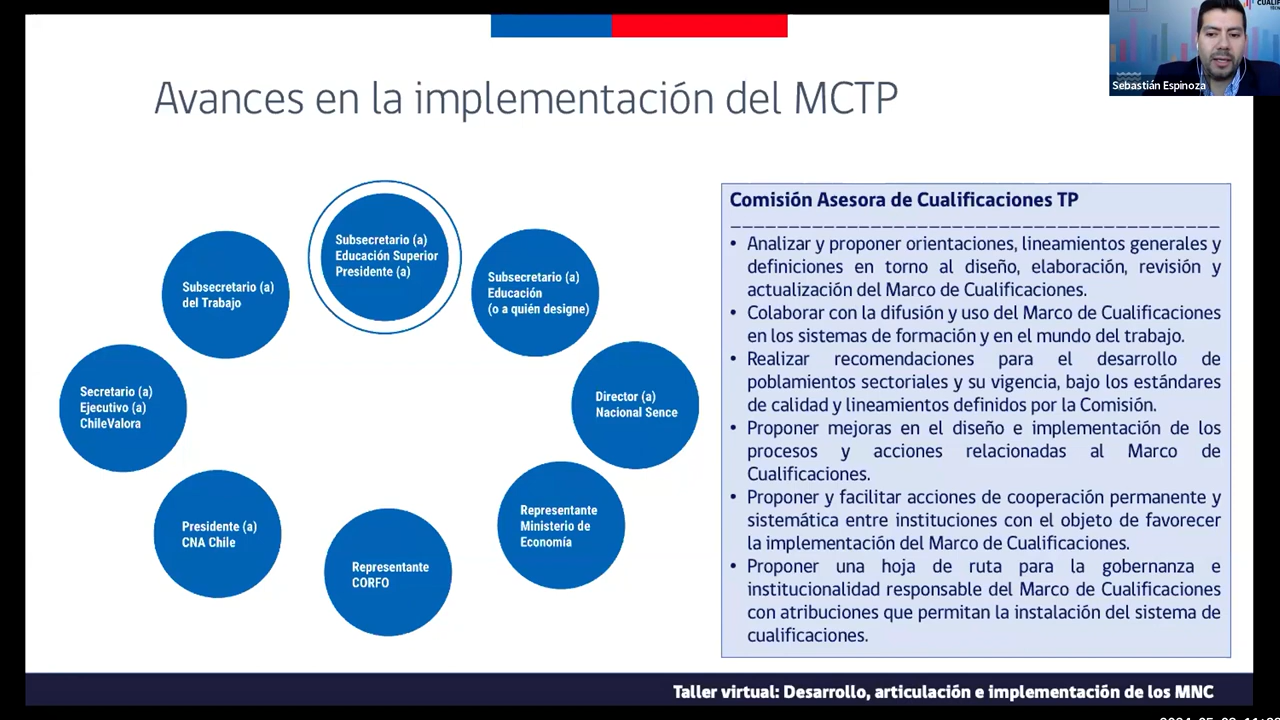 CUALIF
Sebastián Espinoza
Avances en la implementación del MCTP
Subsecretario (a)
Educación Superior
Presidente (a)
Subsecretario (a)
Educación
(o a quién designe)
Director (a)
Nacional Sence
Representante
Ministerio de
Economía
Representante
CORFO
Presidente (a)
CNA Chile
Secretario (a)
Ejecutivo (a)
ChileValora
Subsecretario (a)
del Trabajo
Comisión Asesora de Cualificaciones TP
• Analizar y proponer orientaciones, lineamientos generales y
definiciones en torno al diseño, elaboración, revisión y
actualización del Marco de Cualificaciones.
• Colaborar con la difusión y uso del Marco de Cualificaciones
en los sistemas de formación y en el mundo del trabajo.
• Realizar recomendaciones para el desarrollo de
poblamientos sectoriales y su vigencia, bajo los estándares
de calidad y lineamientos definidos por la Comisión.
• Proponer mejoras en el diseño e implementación de los
procesos y acciones relacionadas al Marco de
Cualificaciones.
• Proponer y facilitar acciones de cooperación permanente y
sistemática entre instituciones con el objeto de favorecer
la implementación del Marco de Cualificaciones.
• Proponer una hoja de ruta para la gobernanza e
institucionalidad responsable del Marco de Cualificaciones
con atribuciones que permitan la instalación del sistema de
cualificaciones.
Taller virtual: Desarrollo, articulación e implementación de los MNC